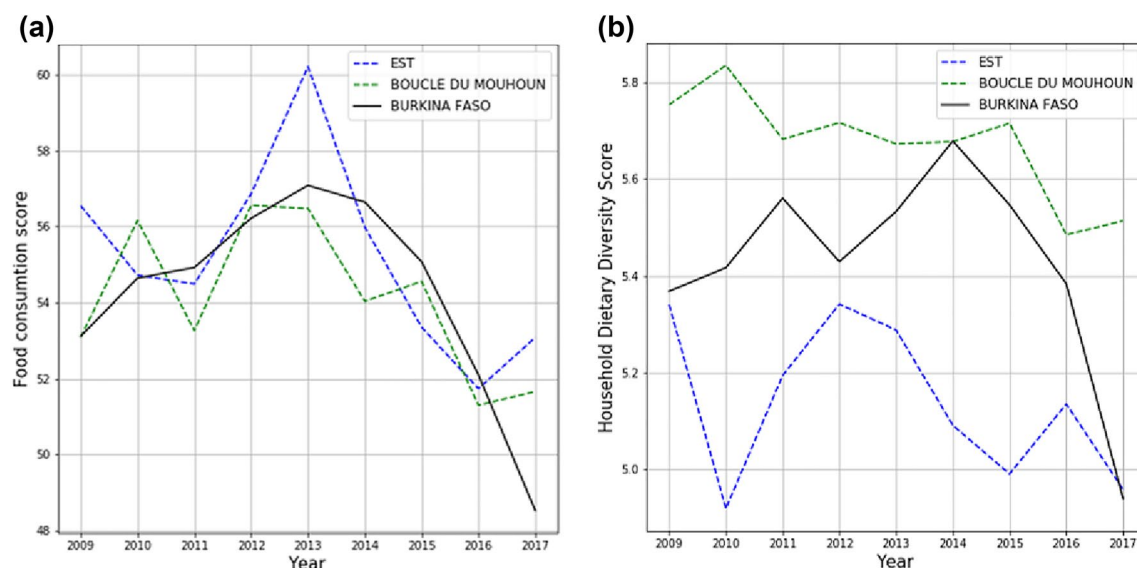 (a)
EST
BOUCLE DU MOUHOUN
BURKINA FASO
60
58
56
54
52
50
48
Food consumtion score
2009 2010 2011 2012 2013 2014 2015 2016 2017
Year
(b)
EST
BOUCLE DU MOUHOUN
BURKINA FASO
5.8
5.6
5.4
5.2
5.0
Household Dietary Diversity Score
2009 2010 2011 2012 2013 2014 2015 2016 2017
Year